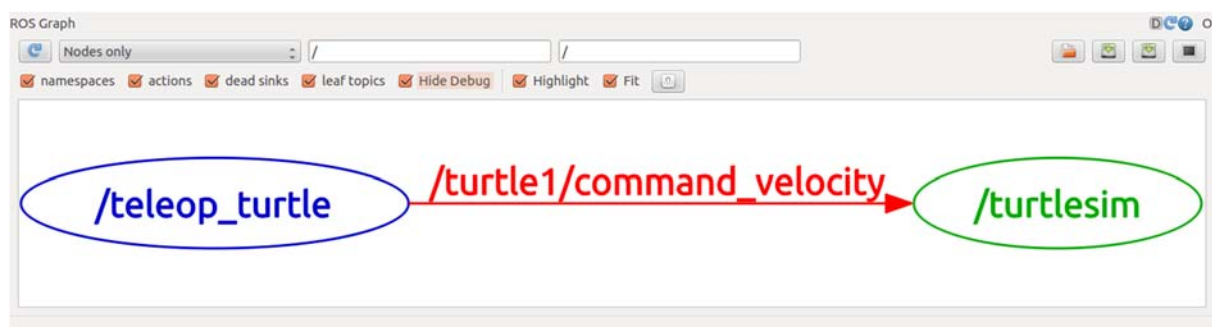 ROS Graph D O
Nodes only / /
namespaces actions dead sinks leaf topics Hide Debug Highlight Fit
/teleop_turtle /turtle1/command_velocity /turtlesim